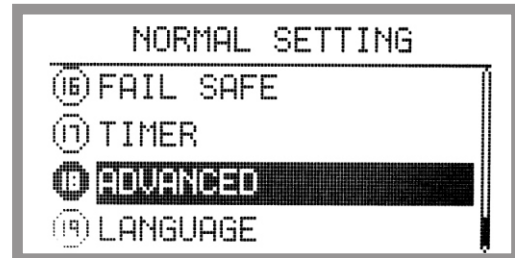 NORMAL SETTING
⑯ FAIL SAFE
⑰ TIMER
⑱ ADVANCED
⑲ LANGUAGE